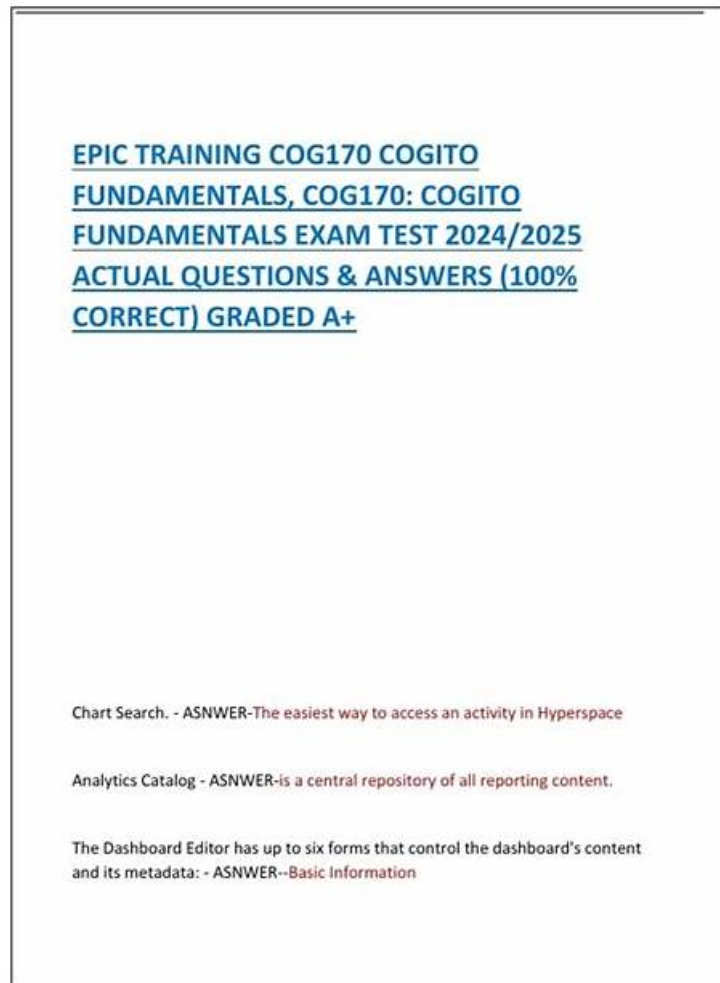 EPIC TRAINING COG170 COGITO
FUNDAMENTALS, COG170: COGITO
FUNDAMENTALS EXAM TEST 2024/2025
ACTUAL QUESTIONS & ANSWERS (100%
CORRECT) GRADED A+
Chart Search. - ASNWER-The easiest way to access an activity in Hyperspace
Analytics Catalog - ASNWER-is a central repository of all reporting content.
The Dashboard Editor has up to six forms that control the dashboard's content
and its metadata: - ASNWER--Basic Information